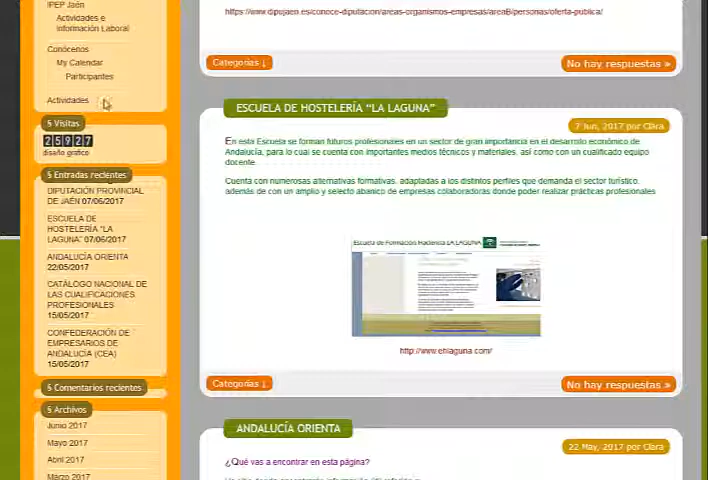 IPEP Jaén
Actividades e
Información Laboral
Conócenos
My Calendar
Participantes
Actividades
§ Visitas
25927
diseño grafico
§ Entradas recientes
DIPUTACIÓN PROVINCIAL
DE JAÉN 07/06/2017
ESCUELA DE
HOSTELERÍA "LA
LAGUNA" 07/06/2017
ANDALUCÍA ORIENTA
22/05/2017
CATÁLOGO NACIONAL DE
LAS CUALIFICACIONES
PROFESIONALES
15/05/2017
CONFEDERACIÓN DE
EMPRESARIOS DE
ANDALUCÍA (CEA)
15/05/2017
§ Comentarios recientes
§ Archivos
Junio 2017
Mayo 2017
Abril 2017
Marzo 2017
https://www.dipujaen.es/conoce-diputacion/areas-organismos-empresas/areaB/personas/oferta-publica/
Categorías ↓
No hay respuestas »
ESCUELA DE HOSTELERÍA "LA LAGUNA"
7 Jun, 2017 por Clara
En esta Escuela se forman futuros profesionales en un sector de gran importancia en el desarrollo económico de
Andalucía, para lo cual se cuenta con importantes medios técnicos y materiales, así como con un cualificado equipo
docente.
Cuenta con numerosas alternativas formativas, adaptadas a los distintos perfiles que demanda el sector turístico,
además de con un amplio y selecto abanico de empresas colaboradoras donde poder realizar prácticas profesionales
Escuela de Formación Hacienda LA LAGUNA
http://www.ehlaguna.com/
Categorías ↓
No hay respuestas »
ANDALUCÍA ORIENTA
22 May, 2017 por Clara
¿Qué vas a encontrar en esta página?